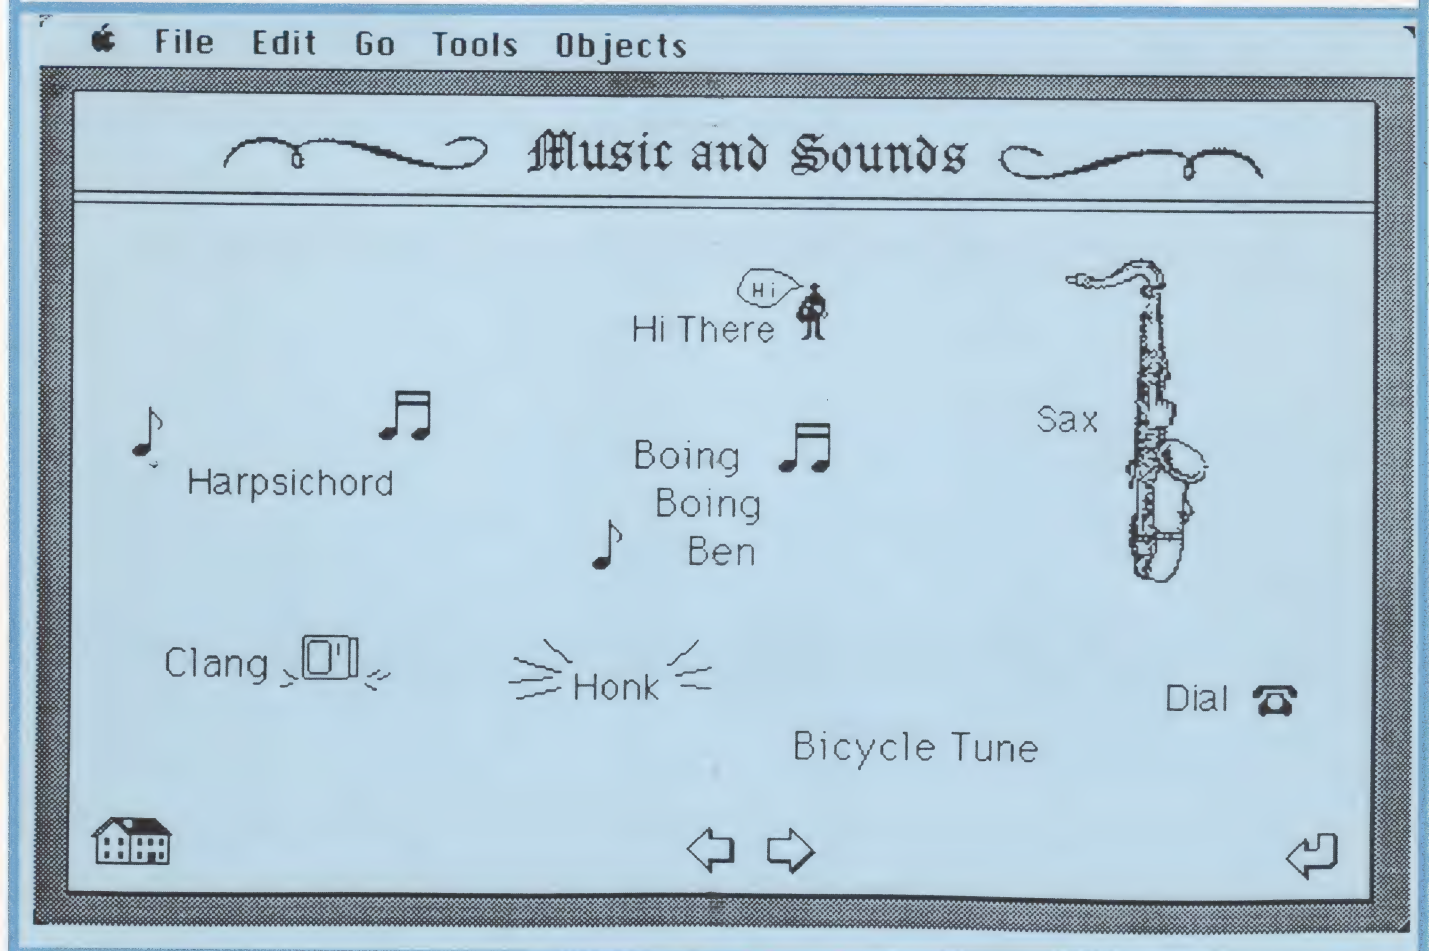 File Edit Go Tools Objects
Music and Sounds
Hi
Hi There
Sax
Harpsichord
Boing
Boing
Ben
Clang
Honk
Dial
Bicycle Tune